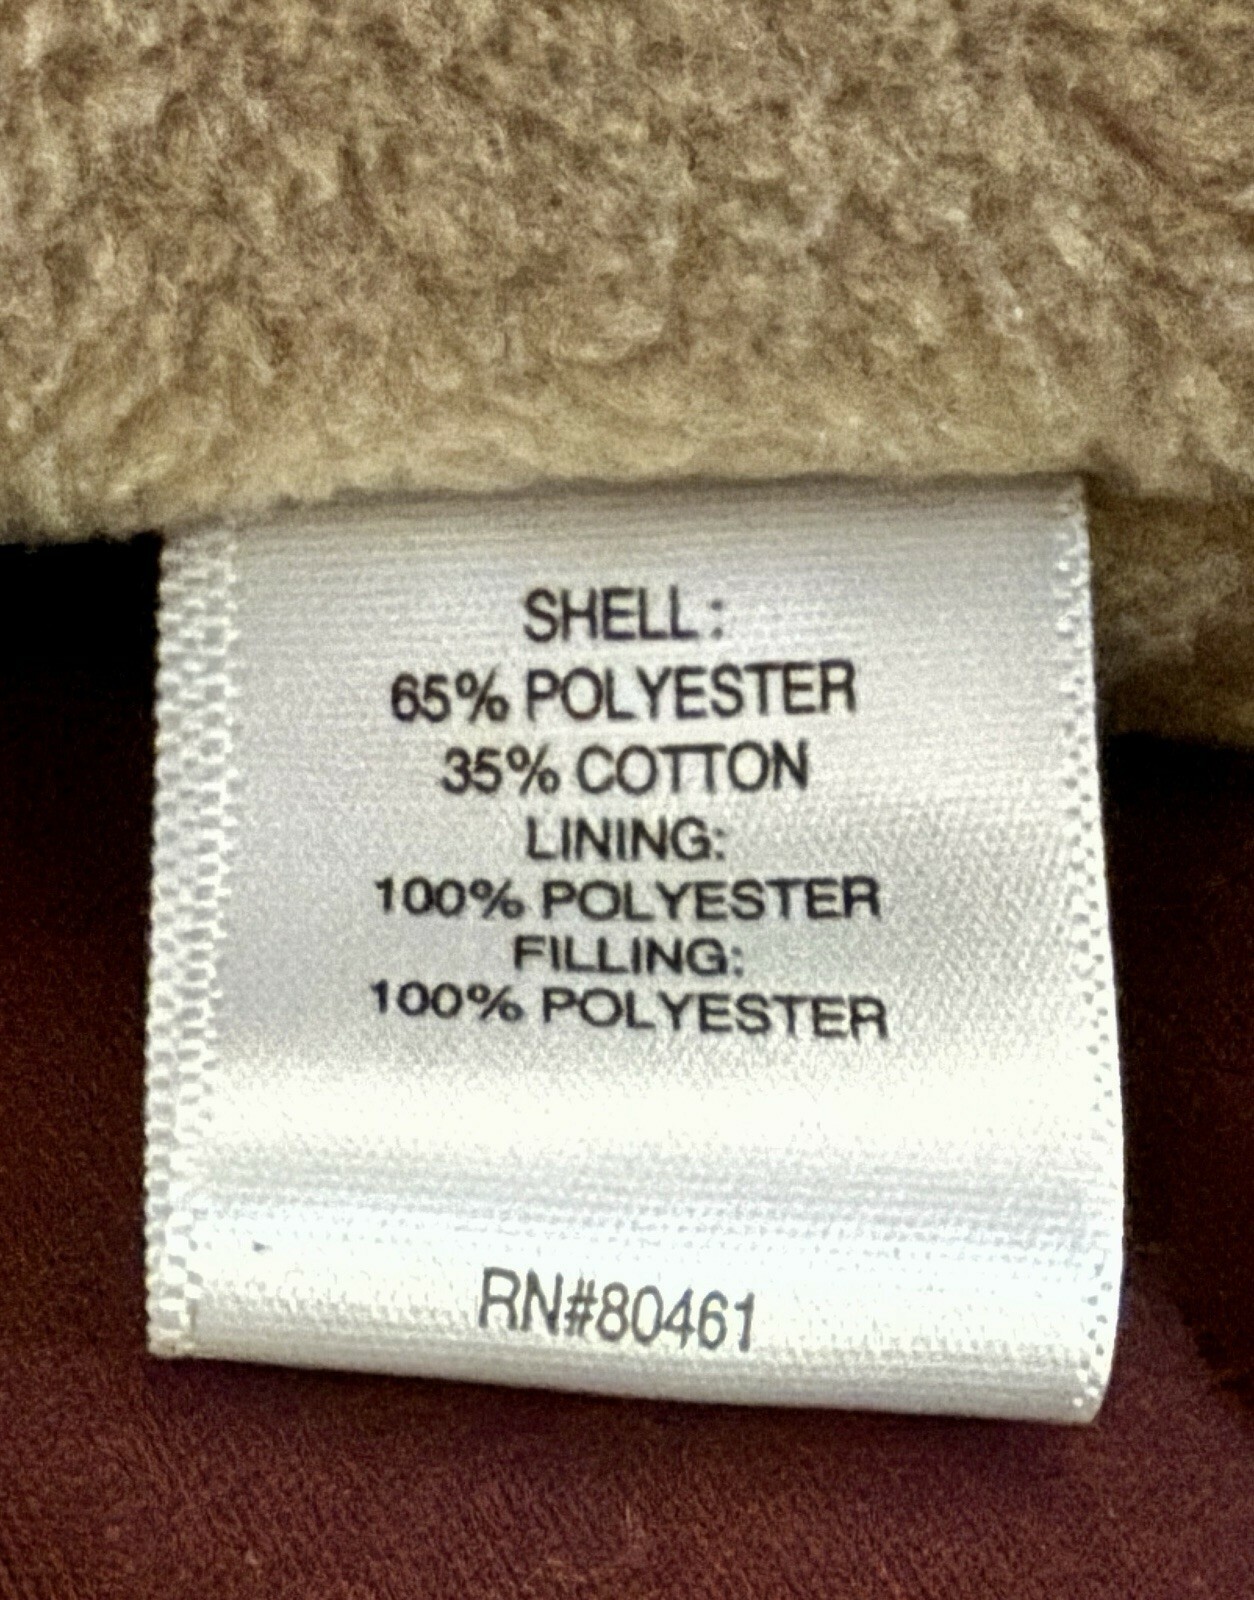 SHELL:
65% POLYESTER
35% COTTON
LINING:
100% POLYESTER
FILLING:
100% POLYESTER
RN#80461